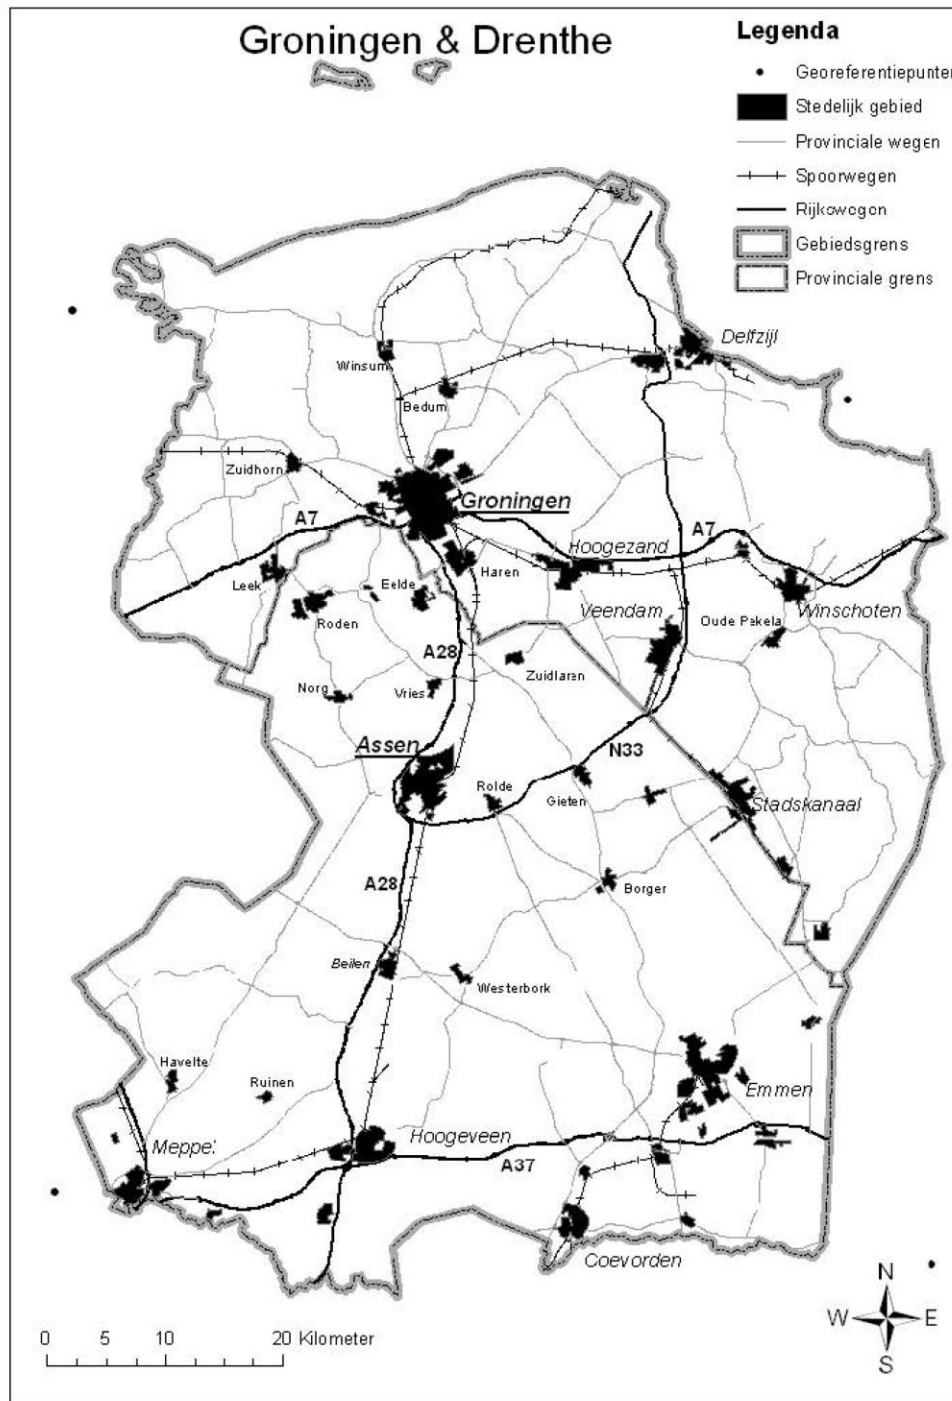 Groningen & Drenthe
Legenda
Georeferentiepunten
Stedelijk gebied
Provinciale wegen
Spoorwegen
Rijkswegen
Gebiedsgrens
Provinciale grens
Delfzijl
Winsum
Bedum
Zuidhorn
Groningen
A7
A7
Hoogezand
Leek
Eelde
Haren
Roden
Veendam
Oude Pekela
Winschoten
A28
Zuidlaren
Norg
Vries
Assen
N33
Rolde
Gieten
Stadskanaal
A28
Borger
Beilen
Westerbork
Havelte
Ruinen
Emmen
Meppel
Hoogeveen
A37
Coevorden
N
W E
S
0 5 10 20 Kilometer